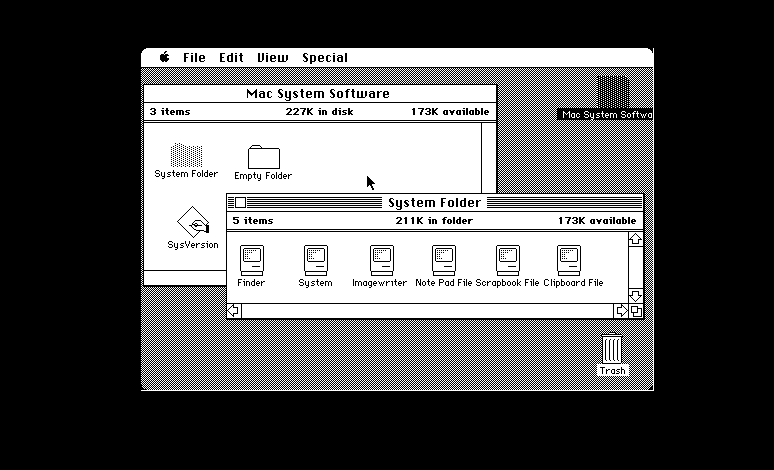 File Edit View Special
Mac System Software
3 items 227K in disk 173K available
Mac System Softwa
System Folder Empty Folder
SysVersion
System Folder
5 items 211K in folder 173K available
Finder System Imagewriter Note Pad File Scrapbook File Clipboard File
Trash